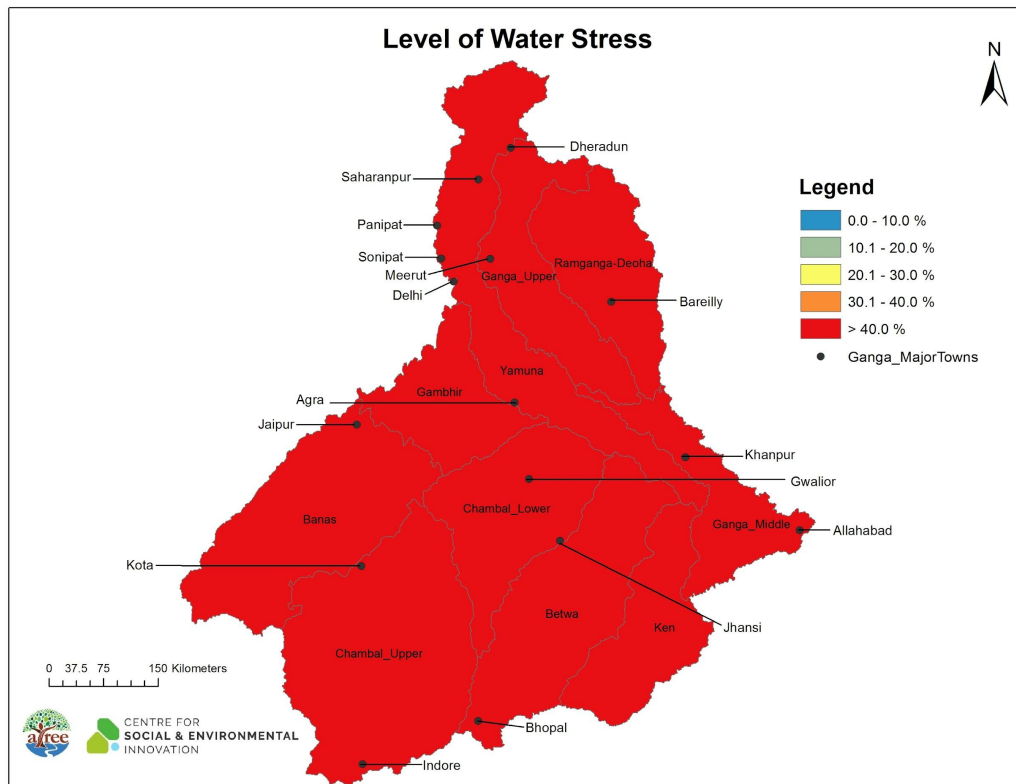 Level of Water Stress
N
Dheradun
Saharanpur
Panipat
Sonipat
Meerut
Delhi
Ganga_Upper
Ramganga-Deoha
Bareilly
Legend
0.0 - 10.0 %
10.1 - 20.0 %
20.1 - 30.0 %
30.1 - 40.0 %
> 40.0 %
Ganga_MajorTowns
Yamuna
Gambhir
Agra
Jaipur
Khanpur
Gwalior
Banas
Chambal_Lower
Ganga_Middle
Allahabad
Kota
Betwa
Ken
Jhansi
Chambal_Upper
0 37.5 75 150 Kilometers
Bhopal
Indore
atree
CENTRE FOR
SOCIAL & ENVIRONMENTAL
INNOVATION